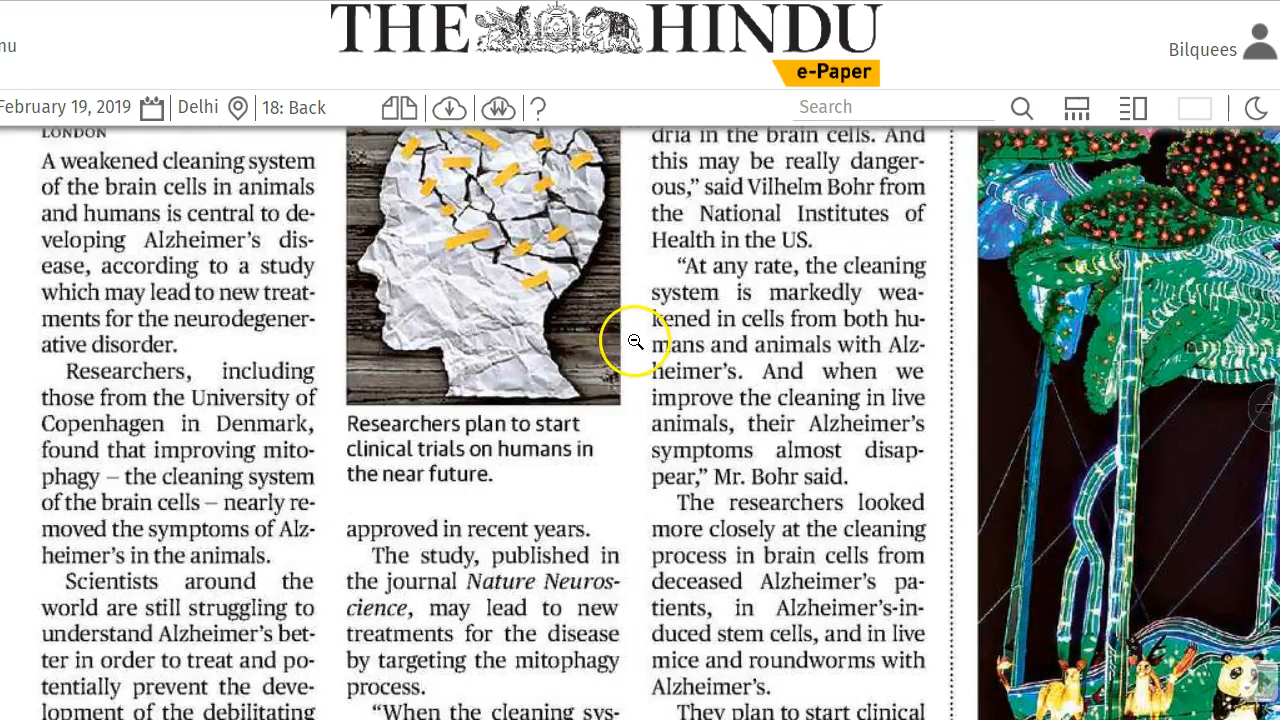 THE HINDU
e-Paper
nu
Bilquees
February 19, 2019
Delhi
18: Back
?
Search
LONDON
A weakened cleaning system
of the brain cells in animals
and humans is central to de-
veloping Alzheimer's dis-
ease, according to a study
which may lead to new treat-
ments for the neurodegener-
ative disorder.
Researchers, including
those from the University of
Copenhagen in Denmark,
found that improving mito-
phagy – the cleaning system
of the brain cells – nearly re-
moved the symptoms of Alz-
heimer's in the animals.
Scientists around the
world are still struggling to
understand Alzheimer's bet-
ter in order to treat and po-
tentially prevent the deve-
lopment of the debilitating
Researchers plan to start
clinical trials on humans in
the near future.
approved in recent years.
The study, published in
the journal Nature Neuros-
cience, may lead to new
treatments for the disease
by targeting the mitophagy
process.
“When the cleaning sys-
dria in the brain cells. And
this may be really danger-
ous,” said Vilhelm Bohr from
the National Institutes of
Health in the US.
“At any rate, the cleaning
system is markedly wea-
kened in cells from both hu-
mans and animals with Alz-
heimer's. And when we
improve the cleaning in live
animals, their Alzheimer's
symptoms almost disap-
pear,” Mr. Bohr said.
The researchers looked
more closely at the cleaning
process in brain cells from
deceased Alzheimer's pa-
tients, in Alzheimer's-in-
duced stem cells, and in live
mice and roundworms with
Alzheimer's.
They plan to start clinical